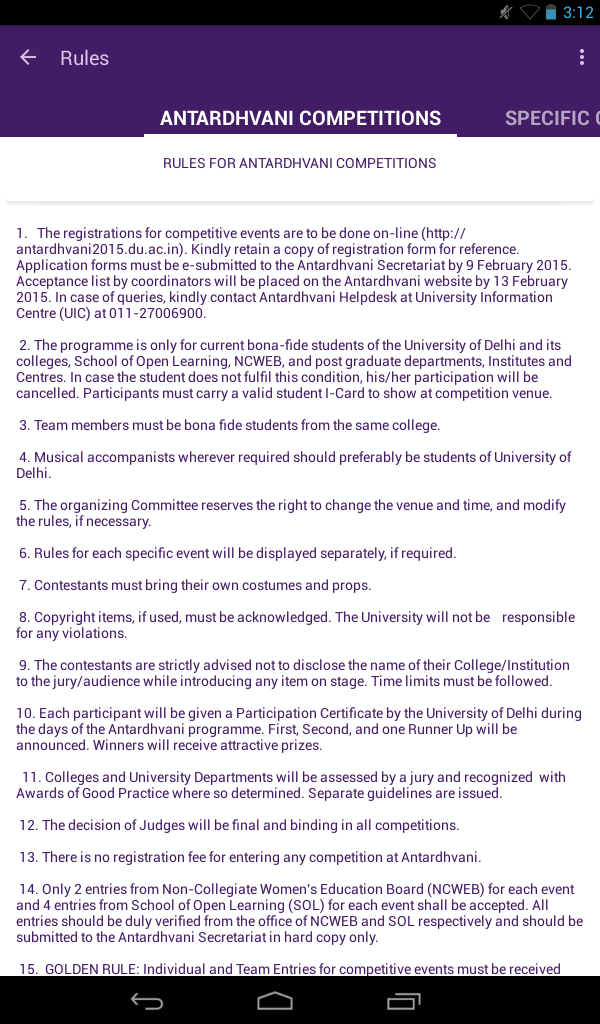 3:12
Rules
ANTARDHVANI COMPETITIONS
SPECIFIC
RULES FOR ANTARDHVANI COMPETITIONS
1. The registrations for competitive events are to be done on-line (http://
antardhvani2015.du.ac.in). Kindly retain a copy of registration form for reference.
Application forms must be e-submitted to the Antardhvani Secretariat by 9 February 2015.
Acceptance list by coordinators will be placed on the Antardhvani website by 13 February
2015. In case of queries, kindly contact Antardhvani Helpdesk at University Information
Centre (UIC) at 011-27006900.
2. The programme is only for current bona-fide students of the University of Delhi and its
colleges, School of Open Learning, NCWEB, and post graduate departments, Institutes and
Centres. In case the student does not fulfil this condition, his/her participation will be
cancelled. Participants must carry a valid student I-Card to show at competition venue.
3. Team members must be bona fide students from the same college.
4. Musical accompanists wherever required should preferably be students of University of
Delhi.
5. The organizing Committee reserves the right to change the venue and time, and modify
the rules, if necessary.
6. Rules for each specific event will be displayed separately, if required.
7. Contestants must bring their own costumes and props.
8. Copyright items, if used, must be acknowledged. The University will not be responsible
for any violations.
9. The contestants are strictly advised not to disclose the name of their College/Institution
to the jury/audience while introducing any item on stage. Time limits must be followed.
10. Each participant will be given a Participation Certificate by the University of Delhi during
the days of the Antardhvani programme. First, Second, and one Runner Up will be
announced. Winners will receive attractive prizes.
11. Colleges and University Departments will be assessed by a jury and recognized with
Awards of Good Practice where so determined. Separate guidelines are issued.
12. The decision of Judges will be final and binding in all competitions.
13. There is no registration fee for entering any competition at Antardhvani.
14. Only 2 entries from Non-Collegiate Women's Education Board (NCWEB) for each event
and 4 entries from School of Open Learning (SOL) for each event shall be accepted. All
entries should be duly verified from the office of NCWEB and SOL respectively and should be
submitted to the Antardhvani Secretariat in hard copy only.
15. GOLDEN RULE: Individual and Team Entries for competitive events must be received